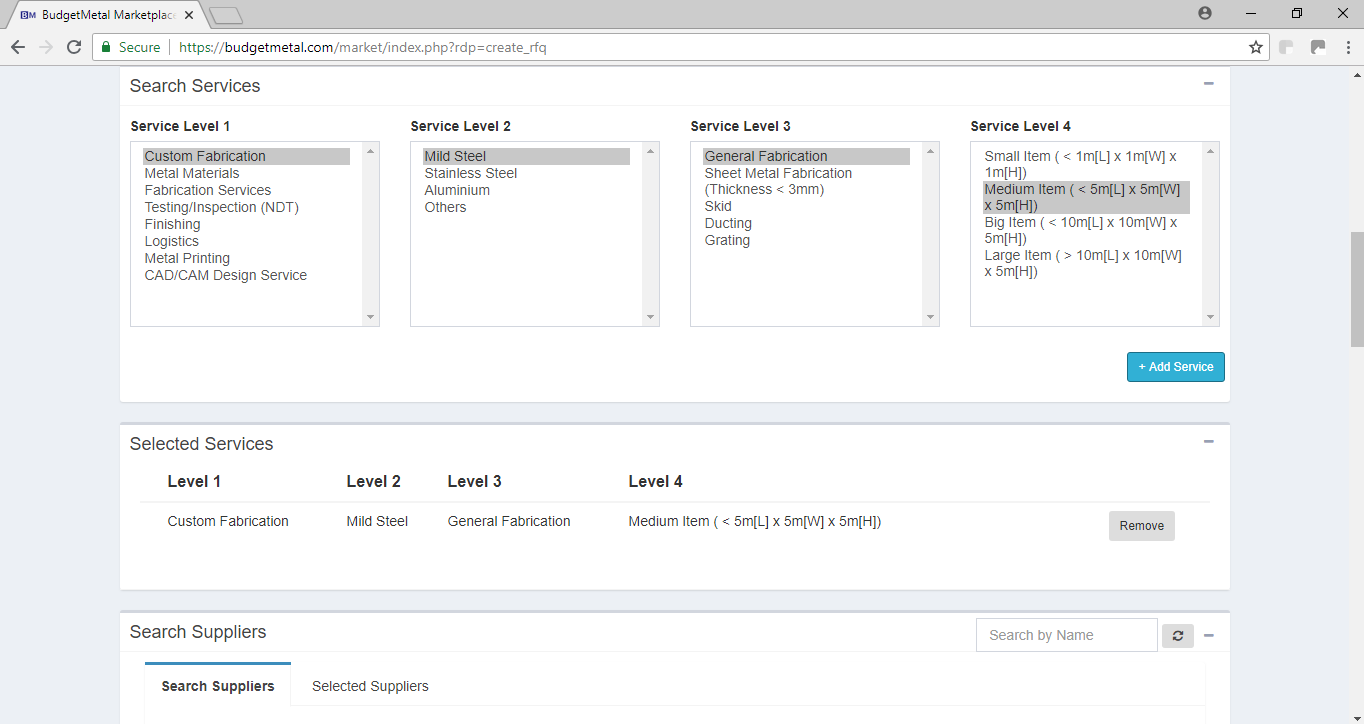 BM BudgetMetal Marketplac
Secure https://budgetmetal.com/market/index.php?rdp=create_rfq
Search Services
Service Level 1
Custom Fabrication
Metal Materials
Fabrication Services
Testing/Inspection (NDT)
Finishing
Logistics
Metal Printing
CAD/CAM Design Service
Service Level 2
Mild Steel
Stainless Steel
Aluminium
Others
Service Level 3
General Fabrication
Sheet Metal Fabrication
(Thickness < 3mm)
Skid
Ducting
Grating
Service Level 4
Small Item ( < 1m[L] x 1m[W] x
1m[H])
Medium Item ( < 5m[L] x 5m[W]
x 5m[H])
Big Item ( < 10m[L] x 10m[W] x
5m[H])
Large Item ( > 10m[L] x 10m[W]
x 5m[H])
+ Add Service
Selected Services
Level 1 Level 2 Level 3 Level 4
Custom Fabrication Mild Steel General Fabrication Medium Item ( < 5m[L] x 5m[W] x 5m[H]) Remove
Search Suppliers Search by Name
Search Suppliers Selected Suppliers